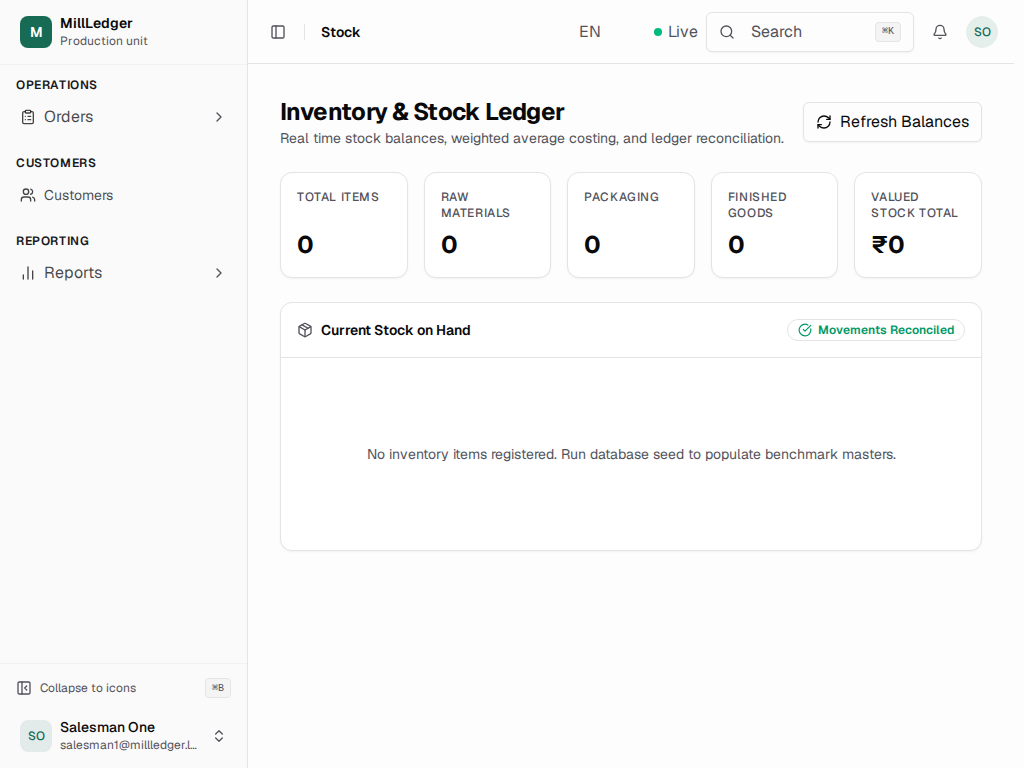 M
MillLedger
Production unit
OPERATIONS
Orders
CUSTOMERS
Customers
REPORTING
Reports
Collapse to icons
⌘B
SO
Salesman One
salesman1@millledger.l...
Stock
EN
Live
Search
⌘K
SO
Inventory & Stock Ledger
Real time stock balances, weighted average costing, and ledger reconciliation.
Refresh Balances
TOTAL ITEMS
0
RAW
MATERIALS
0
PACKAGING
0
FINISHED
GOODS
0
VALUED
STOCK TOTAL
₹0
Current Stock on Hand
Movements Reconciled
No inventory items registered. Run database seed to populate benchmark masters.